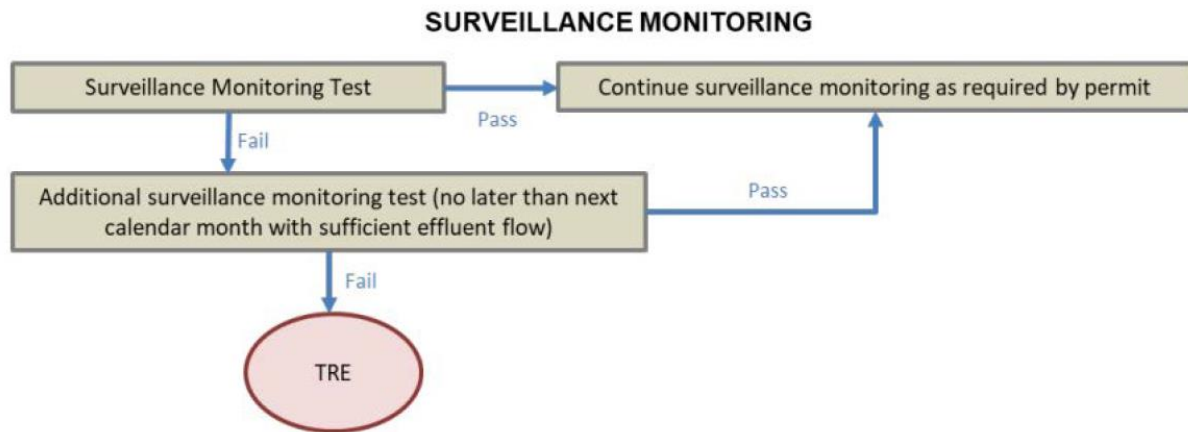 SURVEILLANCE MONITORING
Surveillance Monitoring Test
Pass
Continue surveillance monitoring as required by permit
Fail
Additional surveillance monitoring test (no later than next
calendar month with sufficient effluent flow)
Pass
Fail
TRE